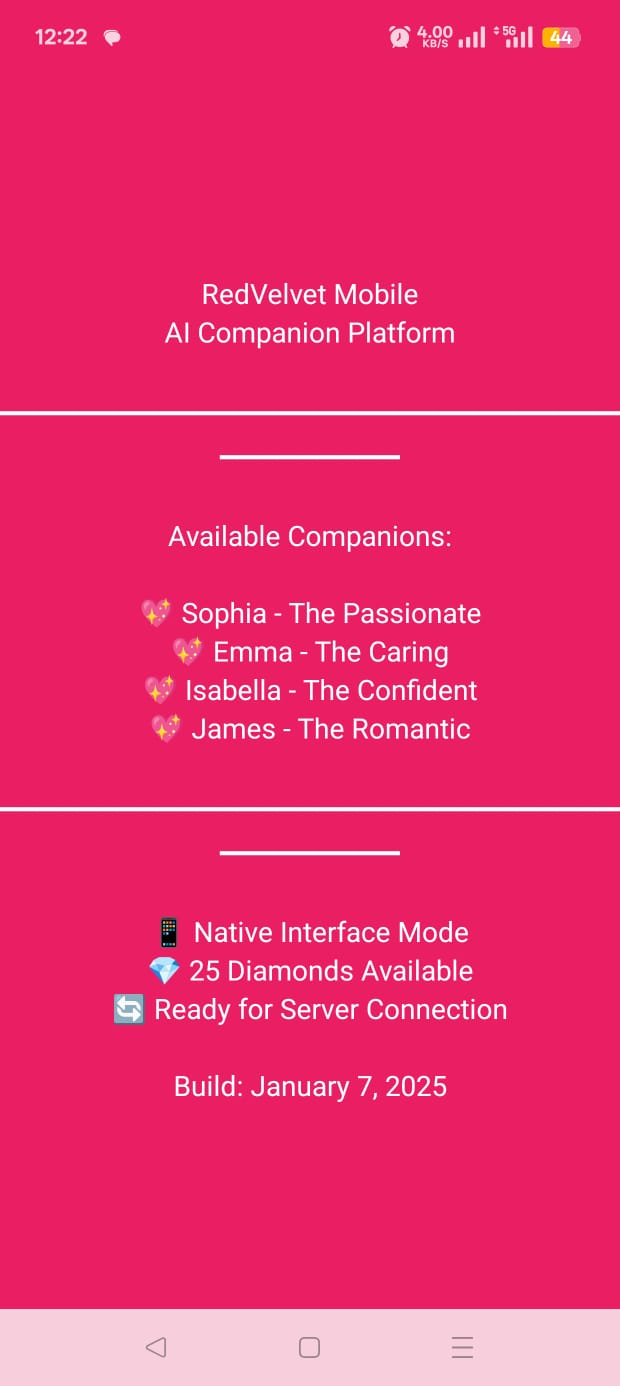 12:22
4.00
KB/S
5G
44
RedVelvet Mobile
AI Companion Platform
Available Companions:
💖 Sophia - The Passionate
💖 Emma - The Caring
💖 Isabella - The Confident
💖 James - The Romantic
📱 Native Interface Mode
💎 25 Diamonds Available
🔄 Ready for Server Connection
Build: January 7, 2025